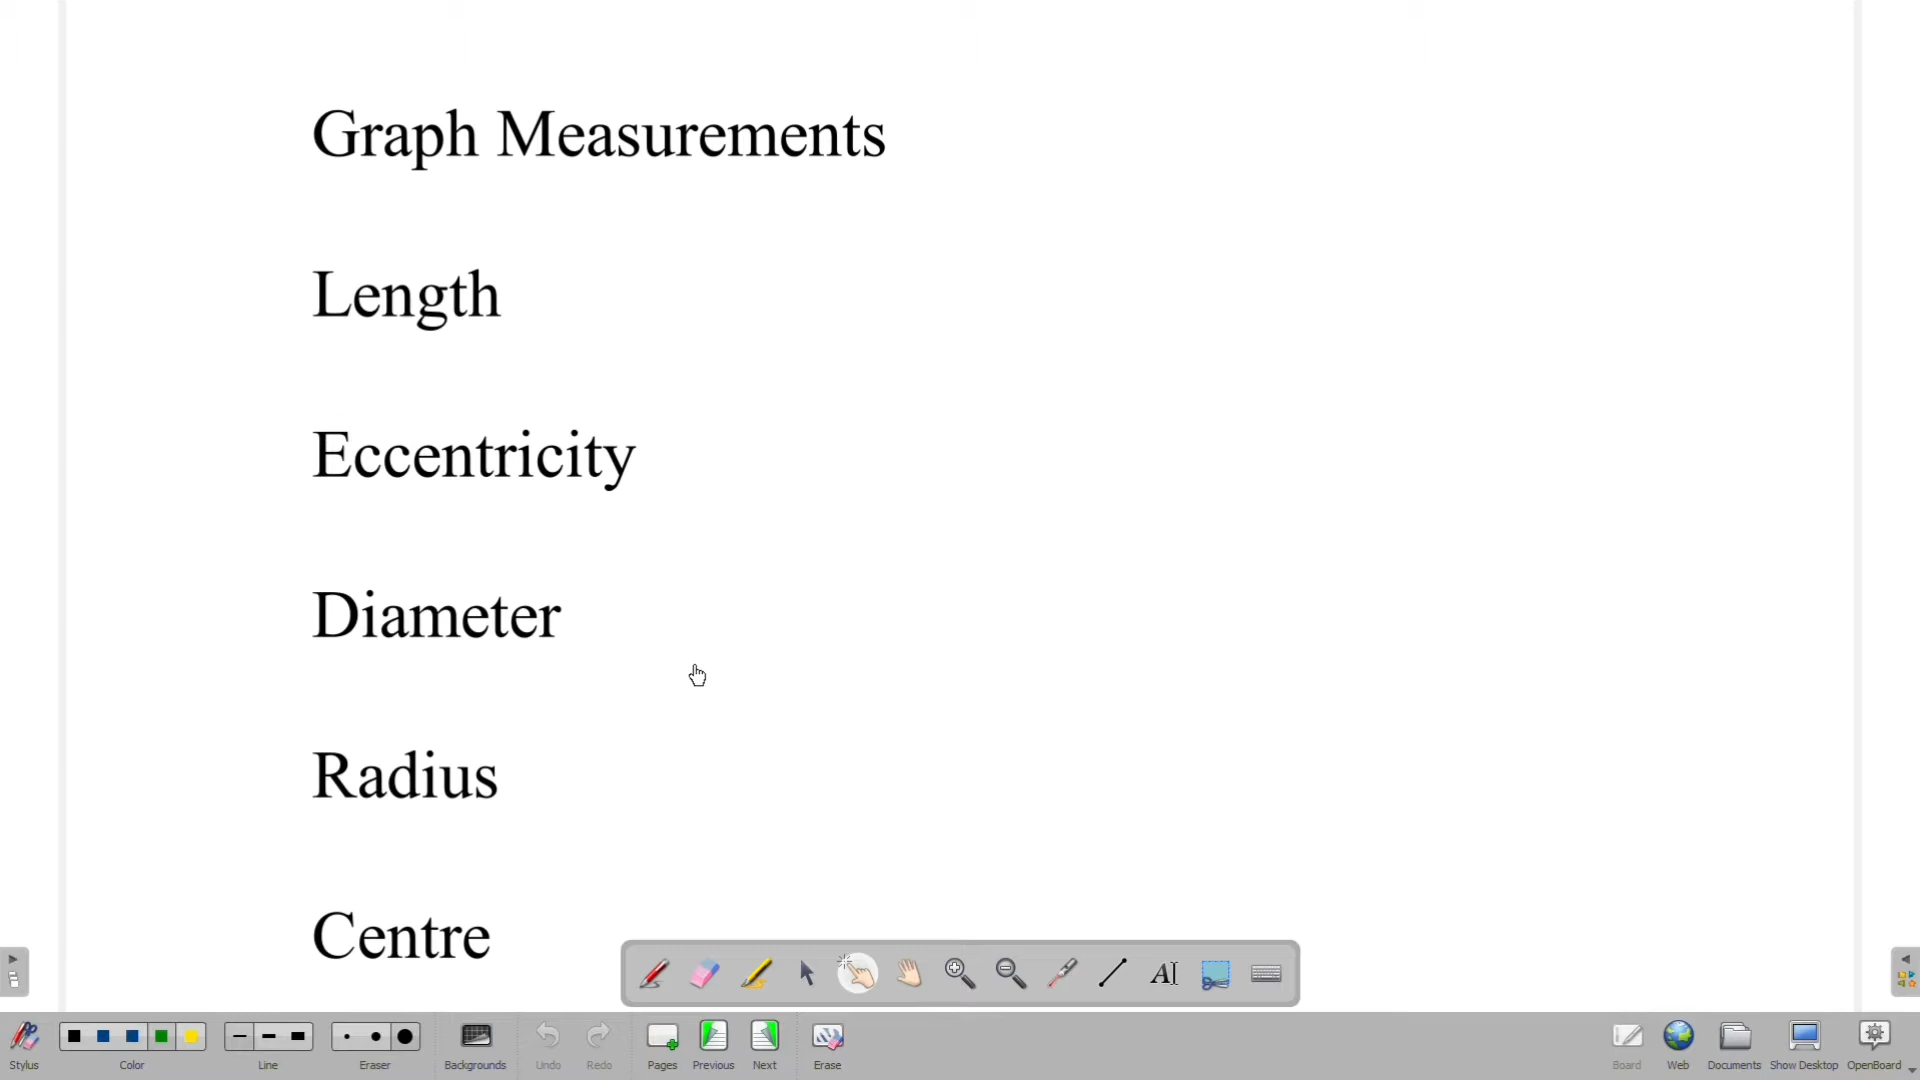 Graph Measurements
Length
Eccentricity
Diameter
Radius
Centre
AI
Stylus
Color
Line
Eraser
Backgrounds
Undo
Redo
Pages
Previous
Next
Erase
Board
Web
Documents
Show Desktop
OpenBoard